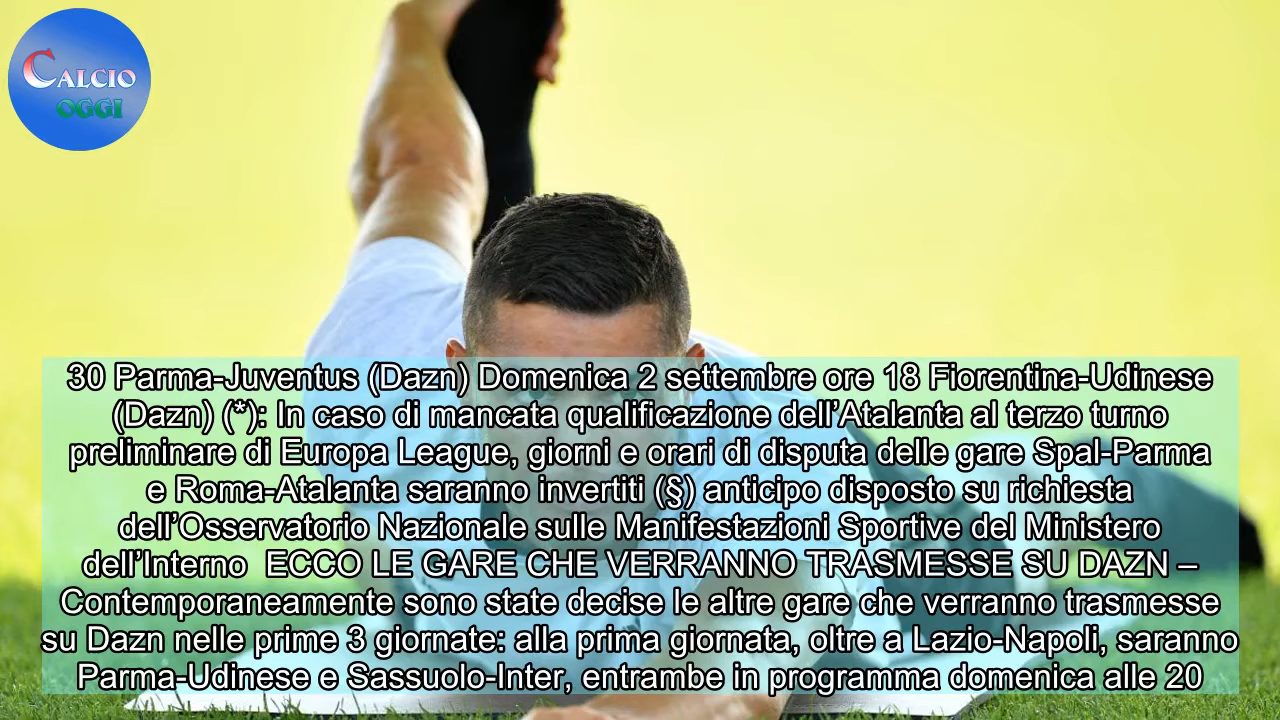 CALCIO
OGGI
30 Parma-Juventus (Dazn) Domenica 2 settembre ore 18 Fiorentina-Udinese
(Dazn) (*): In caso di mancata qualificazione dell’Atalanta al terzo turno
preliminare di Europa League, giorni e orari di disputa delle gare Spal-Parma
e Roma-Atalanta saranno invertiti (§) anticipo disposto su richiesta
dell’Osservatorio Nazionale sulle Manifestazioni Sportive del Ministero
dell’Interno  ECCO LE GARE CHE VERRANNO TRASMESSE SU DAZN –
Contemporaneamente sono state decise le altre gare che verranno trasmesse
su Dazn nelle prime 3 giornate: alla prima giornata, oltre a Lazio-Napoli, saranno
Parma-Udinese e Sassuolo-Inter, entrambe in programma domenica alle 20